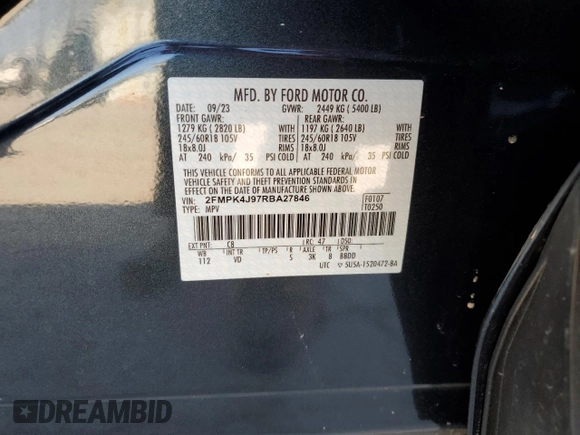 MFD. BY FORD MOTOR CO.
DATE: 09/23 GVWR: 2449 KG ( 5400 LB)
FRONT GAWR: REAR GAWR:
1279 KG ( 2820 LB) WITH 1197 KG ( 2640 LB) WITH
245/60R18 105V TIRES 245/60R18 105V TIRES
18x8.0J RIMS 18x8.0J RIMS
AT 240 kPa/ 35 PSI COLD AT 240 kPa/ 35 PSI COLD
THIS VEHICLE CONFORMS TO ALL APPLICABLE FEDERAL MOTOR
VEHICLE SAFETY AND THEFT PREVENTION STANDARDS IN EFFECT ON THE
DATE OF MANUFACTURE SHOWN ABOVE.
VIN: 2FMPK4J97RBA27846 F0107
TYPE: MPV T0250
EXT PNT: C8 RC: 47 DSO:
WB INT TR TP/PS R AXLE TR SPR
112 VD S 3K 8 BBDD
UTC ▽ SU5A-1520472-BA
DREAMBID